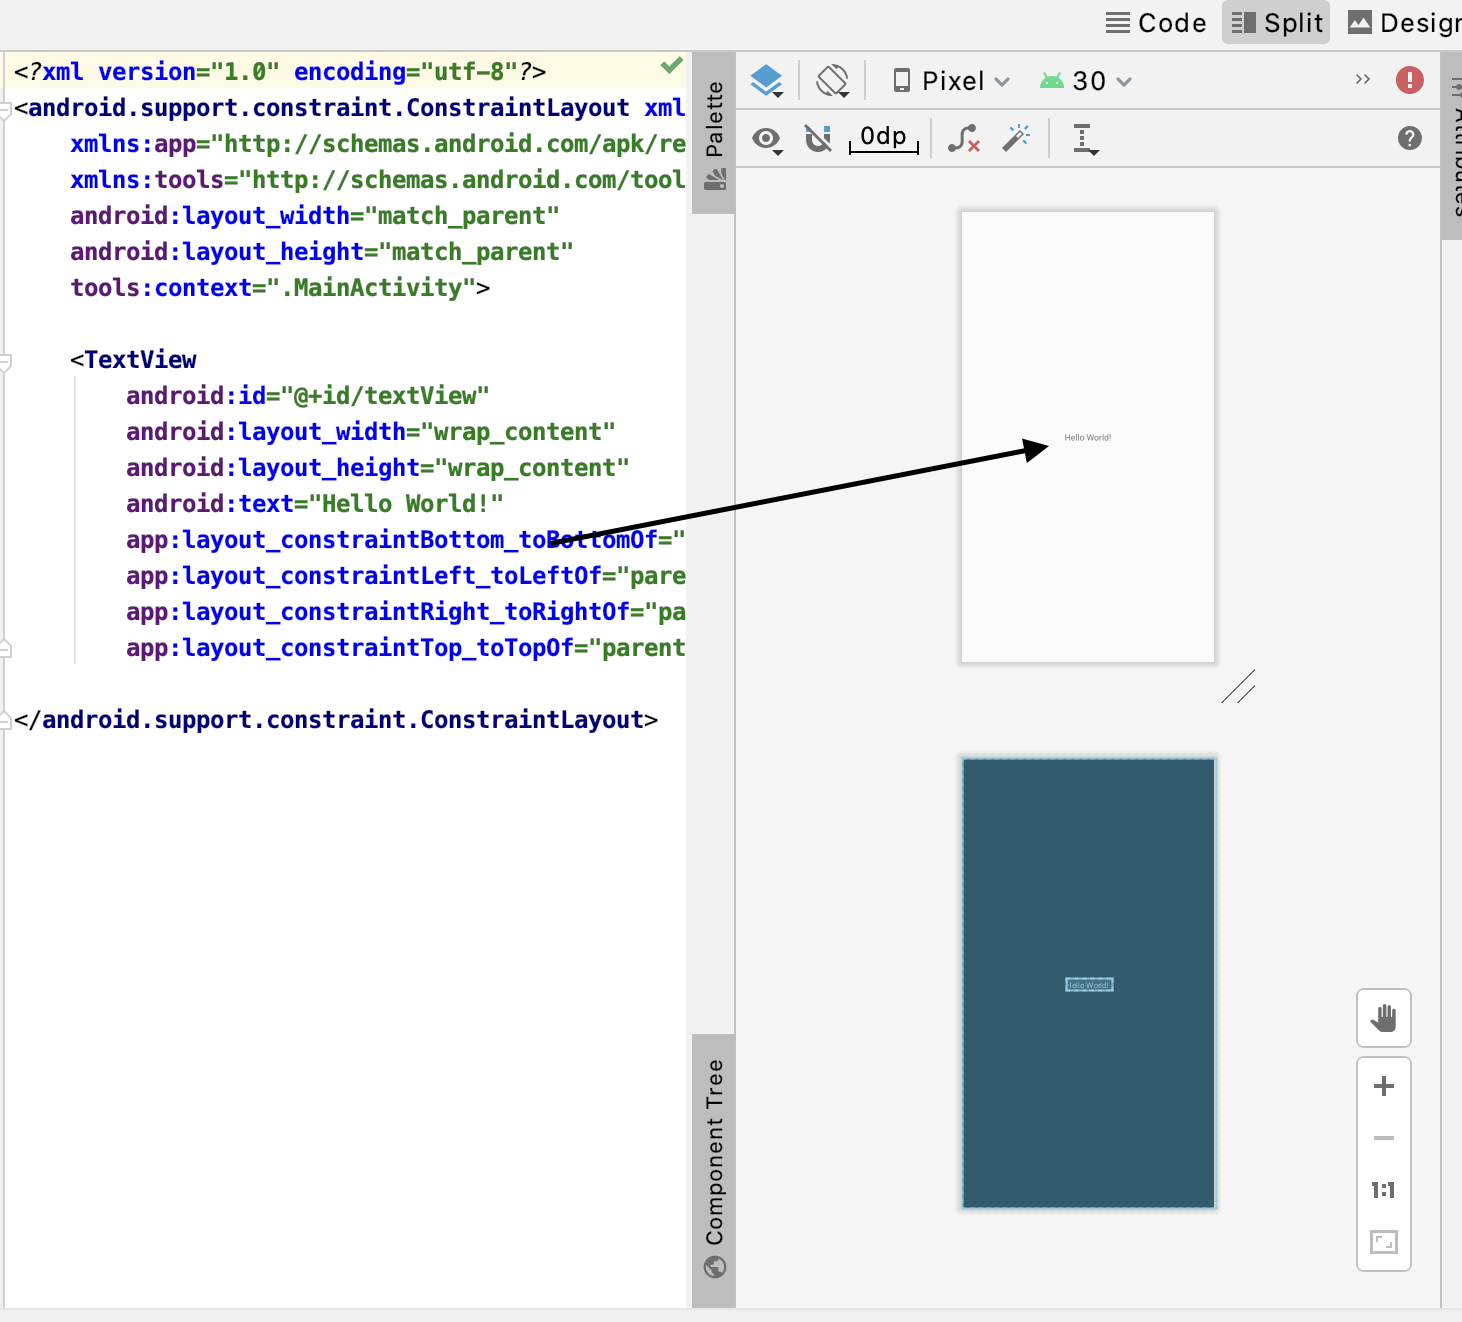 Code Split Desig
<?xml version="1.0" encoding="utf-8"?>
<android.support.constraint.ConstraintLayout xml
xmlns:app="http://schemas.android.com/apk/re
xmlns:tools="http://schemas.android.com/tool
android:layout_width="match_parent"
android:layout_height="match_parent"
tools:context=".MainActivity">
<TextView
android:id="@+id/textView"
android:layout_width="wrap_content"
android:layout_height="wrap_content"
android:text="Hello World!"
app:layout_constraintBottom_toBottomOf="
app:layout_constraintLeft_toLeftOf="pare
app:layout_constraintRight_toRightOf="pa
app:layout_constraintTop_toTopOf="parent
</android.support.constraint.ConstraintLayout>
Palette
Component Tree
Pixel 30
0dp
Hello World!
Hello World!
1:1
Attributes